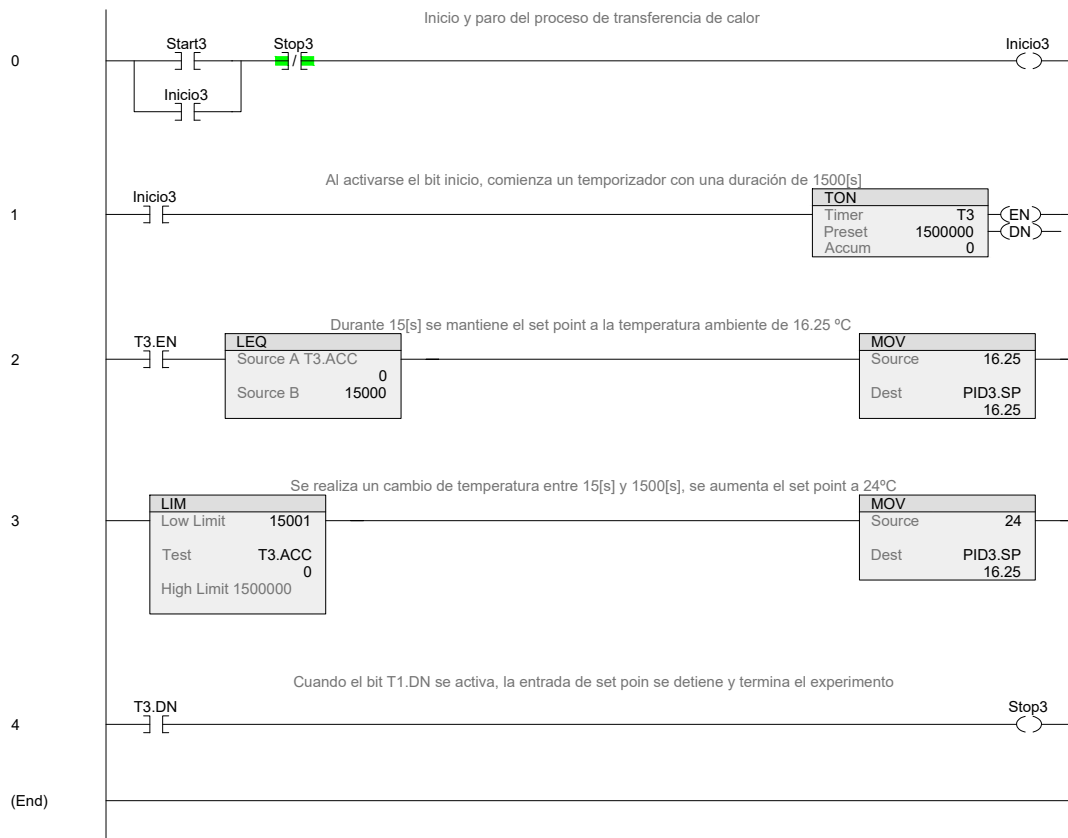 Inicio y paro del proceso de transferencia de calor
0
Start3
Stop3
Inicio3
Inicio3
Al activarse el bit inicio, comienza un temporizador con una duración de 1500[s]
1
Inicio3
TON
Timer T3
Preset 1500000
Accum 0
EN
DN
Durante 15[s] se mantiene el set point a la temperatura ambiente de 16.25 ºC
2
T3.EN
LEQ
Source A T3.ACC
0
Source B 15000
MOV
Source 16.25
Dest PID3.SP
16.25
Se realiza un cambio de temperatura entre 15[s] y 1500[s], se aumenta el set point a 24ºC
3
LIM
Low Limit 15001
Test T3.ACC
0
High Limit 1500000
MOV
Source 24
Dest PID3.SP
16.25
Cuando el bit T1.DN se activa, la entrada de set poin se detiene y termina el experimento
4
T3.DN
Stop3
(End)